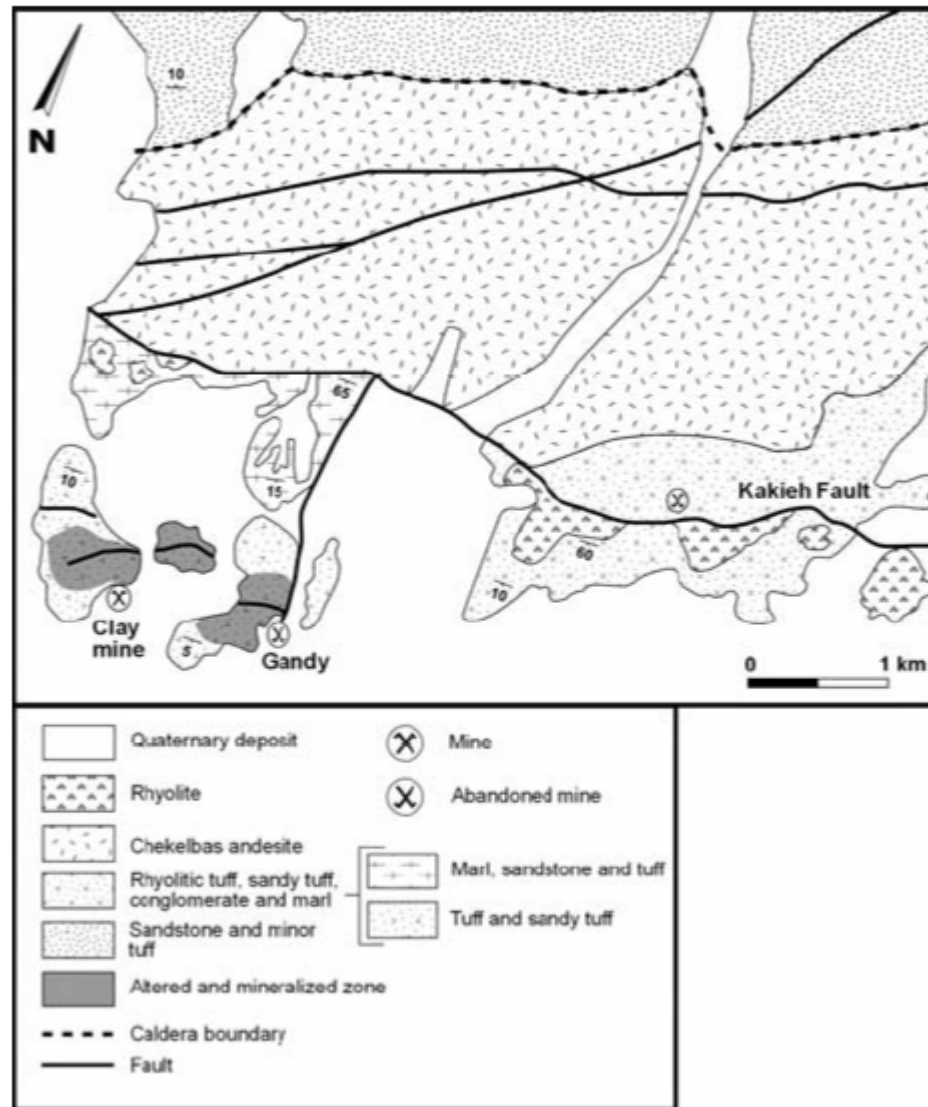 10
N
65
15
10
Kakieh Fault
60
10
Clay
mine
5
Gandy
0 1 km
Quaternary deposit
Mine
Rhyolite
Abandoned mine
Chekelbas andesite
Marl, sandstone and tuff
Rhyolitic tuff, sandy tuff,
conglomerate and marl
Tuff and sandy tuff
Sandstone and minor
tuff
Altered and mineralized zone
Caldera boundary
Fault